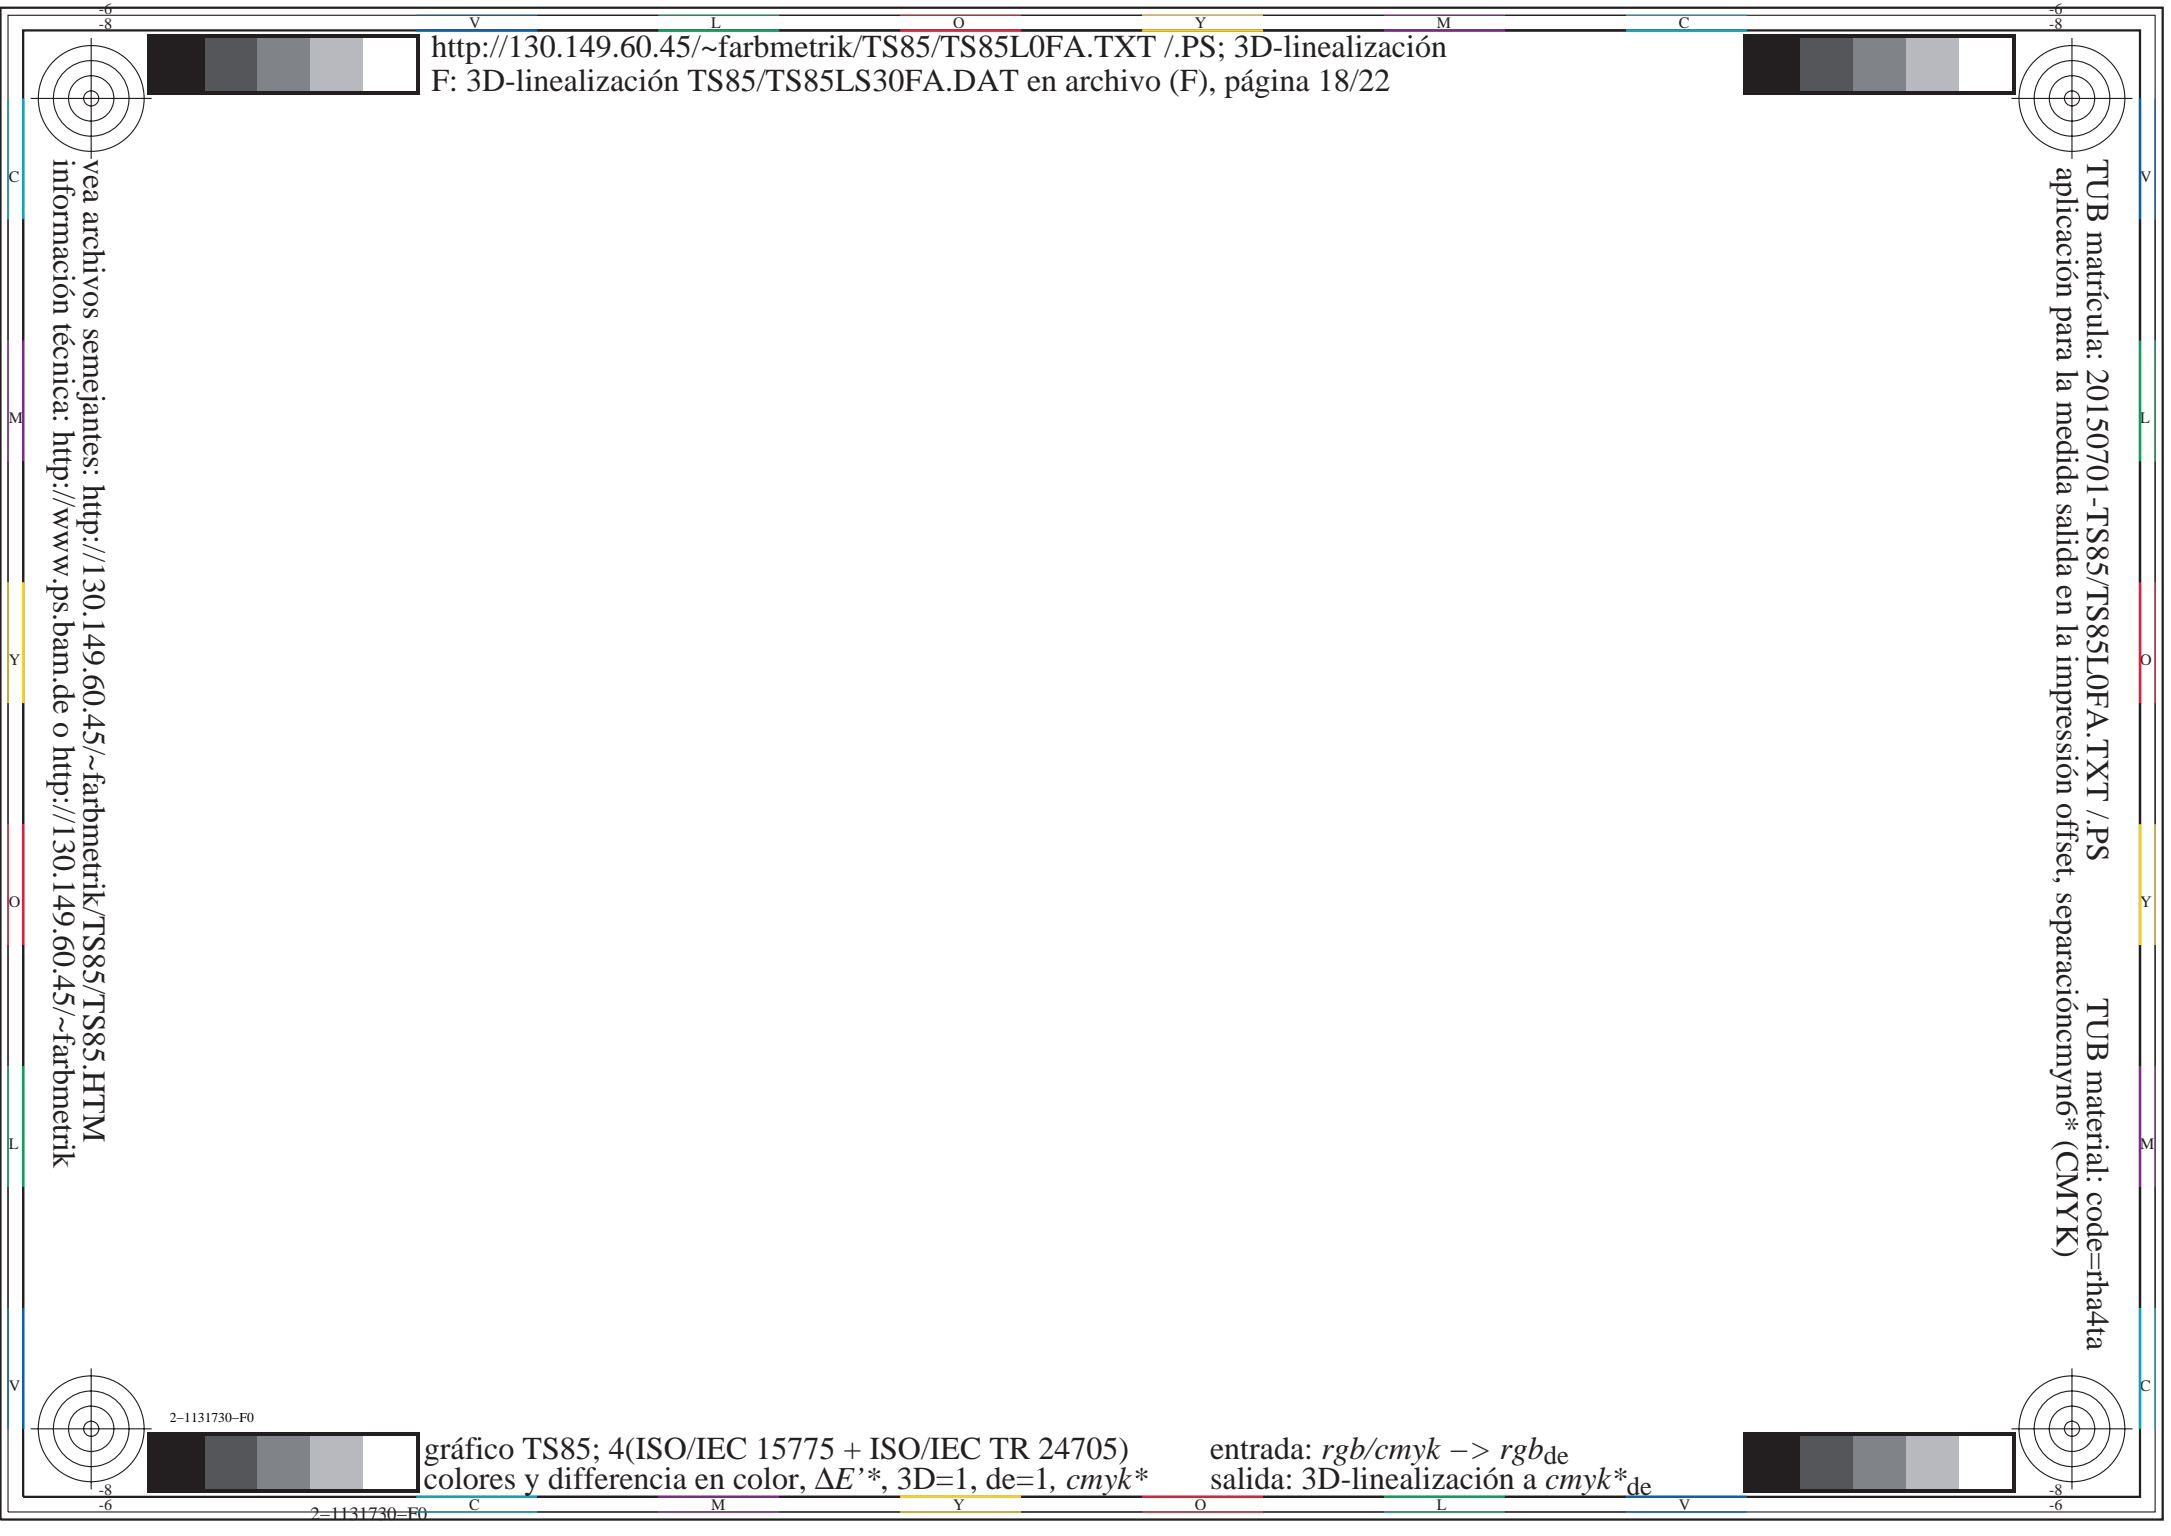 -6
-8
V L O Y M C
-6
-8
http://130.149.60.45/~farbmetrik/TS85/TS85L0FA.TXT /.PS; 3D-linealización
F: 3D-linealización TS85/TS85LS30FA.DAT en archivo (F), página 18/22
C
M
Y
O
L
V
vea archivos semejantes: http://130.149.60.45/~farbmetrik/TS85/TS85.HTM
información técnica: http://www.ps.bam.de o http://130.149.60.45/~farbmetrik
TUB matrícula: 20150701-TS85/TS85L0FA.TXT /.PS TUB material: code=rha4ta
aplicación para la medida salida en la impressión offset, separacióncmyn6* (CMYK)
V
L
O
Y
M
C
2-1131730-F0
gráfico TS85; 4(ISO/IEC 15775 + ISO/IEC TR 24705)
colores y differencia en color, ΔE'*, 3D=1, de=1, cmyk*
entrada: rgb/cmyk −> rgbde
salida: 3D-linealización a cmyk*de
-8
-6
2-1131730-F0
C M Y O L V
-8
-6